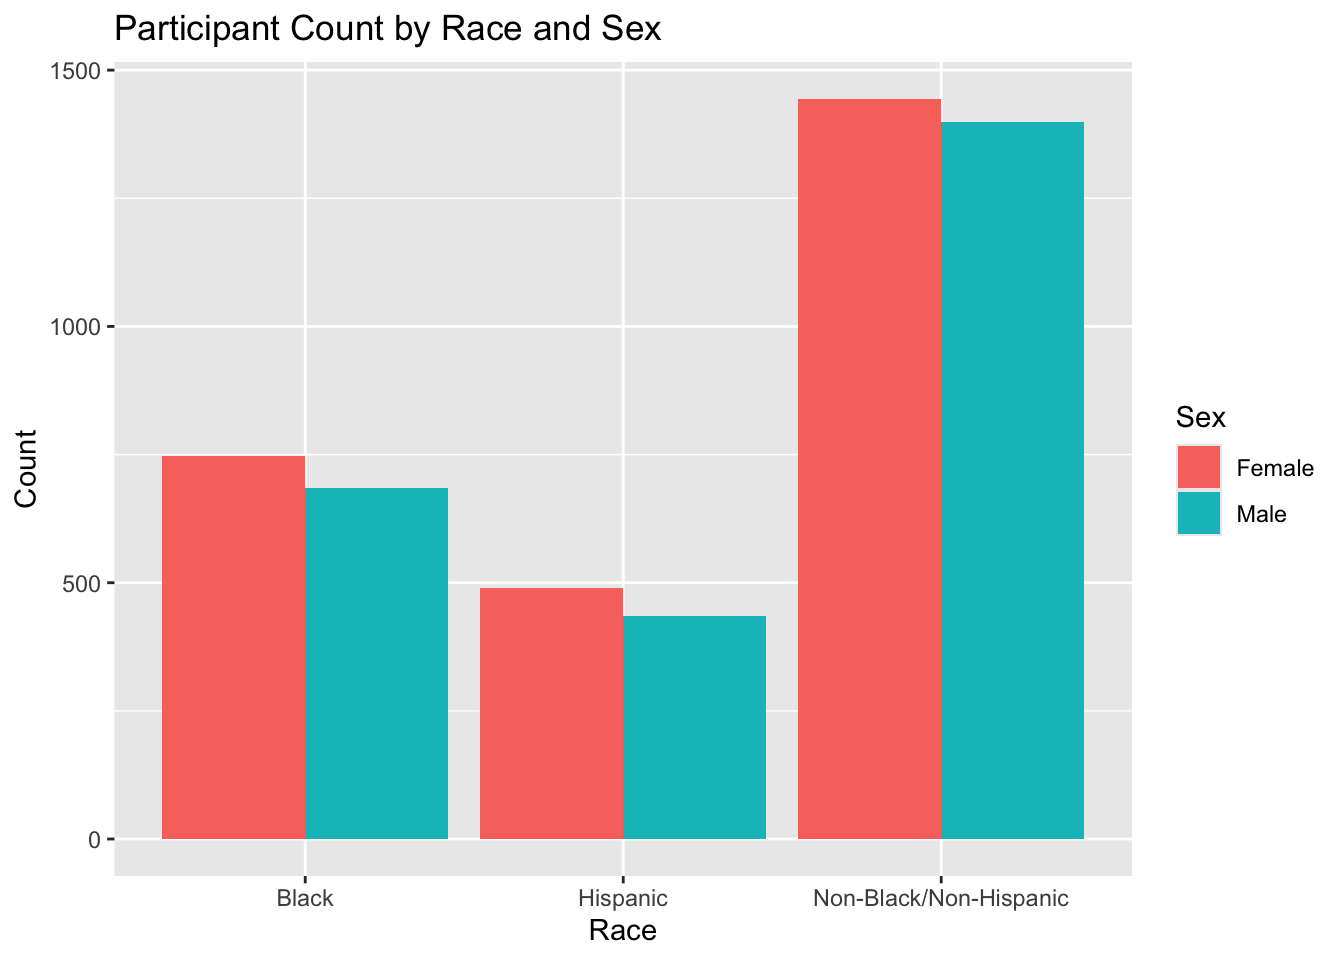 Participant Count by Race and Sex
1500
1000
500
0
Count
Black
Hispanic
Non-Black/Non-Hispanic
Race
Sex
Female
Male